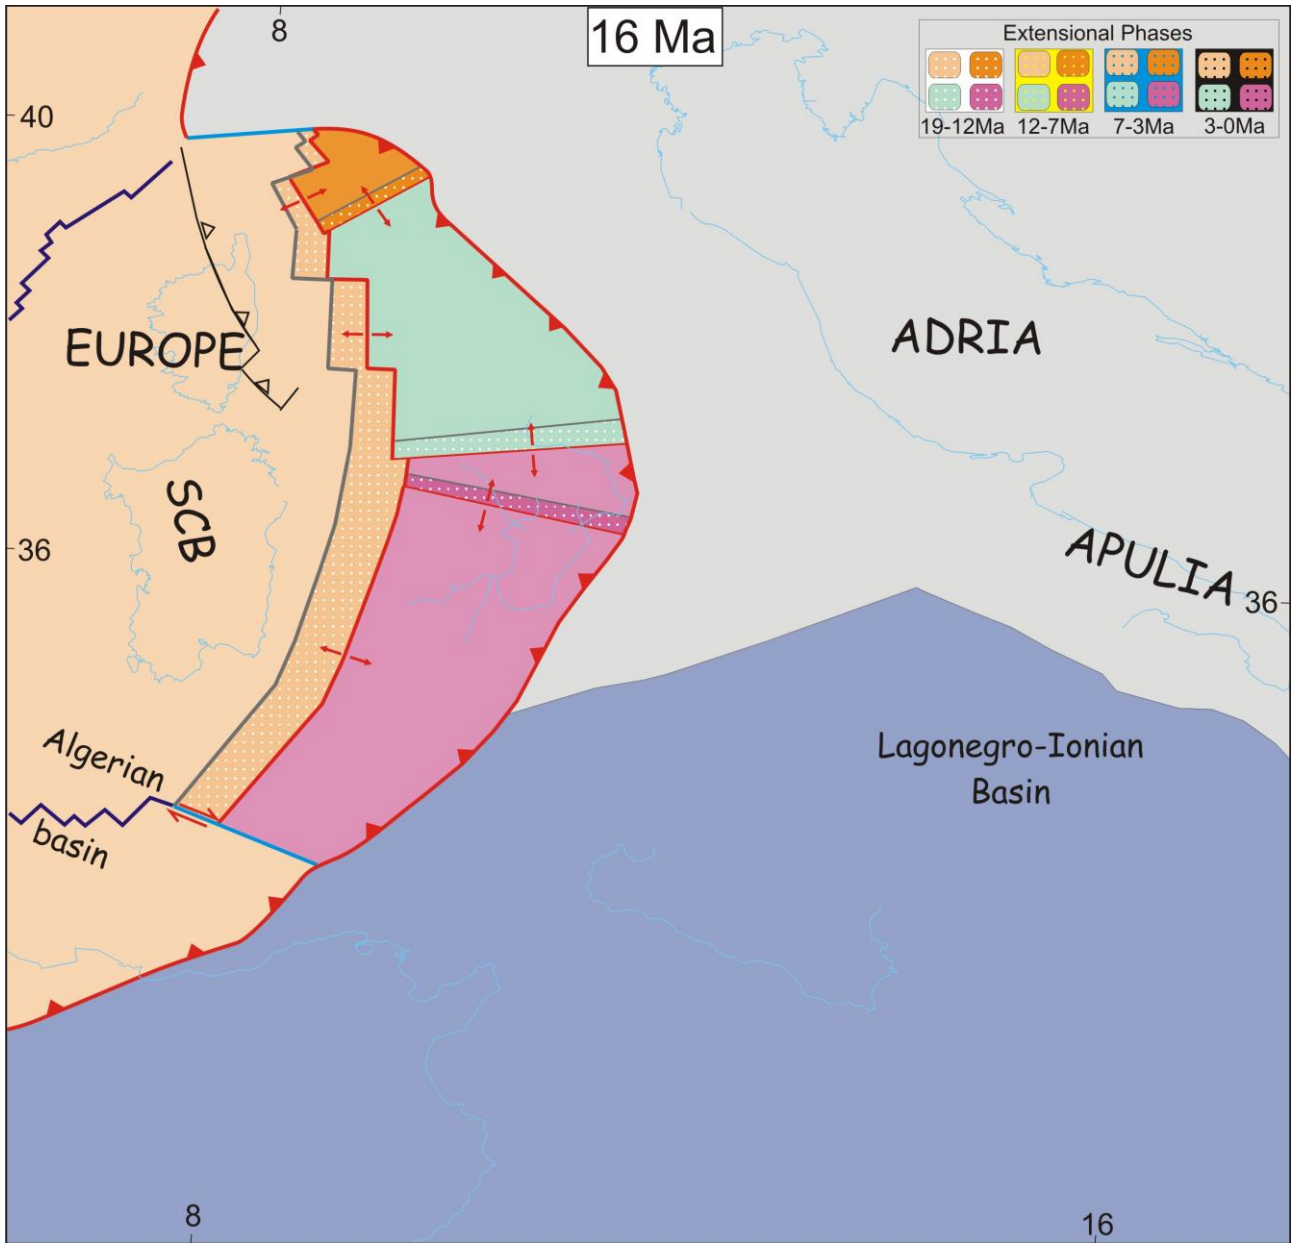 8
16 Ma
Extensional Phases
19-12Ma 12-7Ma 7-3Ma 3-0Ma
40
EUROPE
ADRIA
SCB
36
APULIA
36
Algerian
basin
Lagonegro-Ionian
Basin
8
16